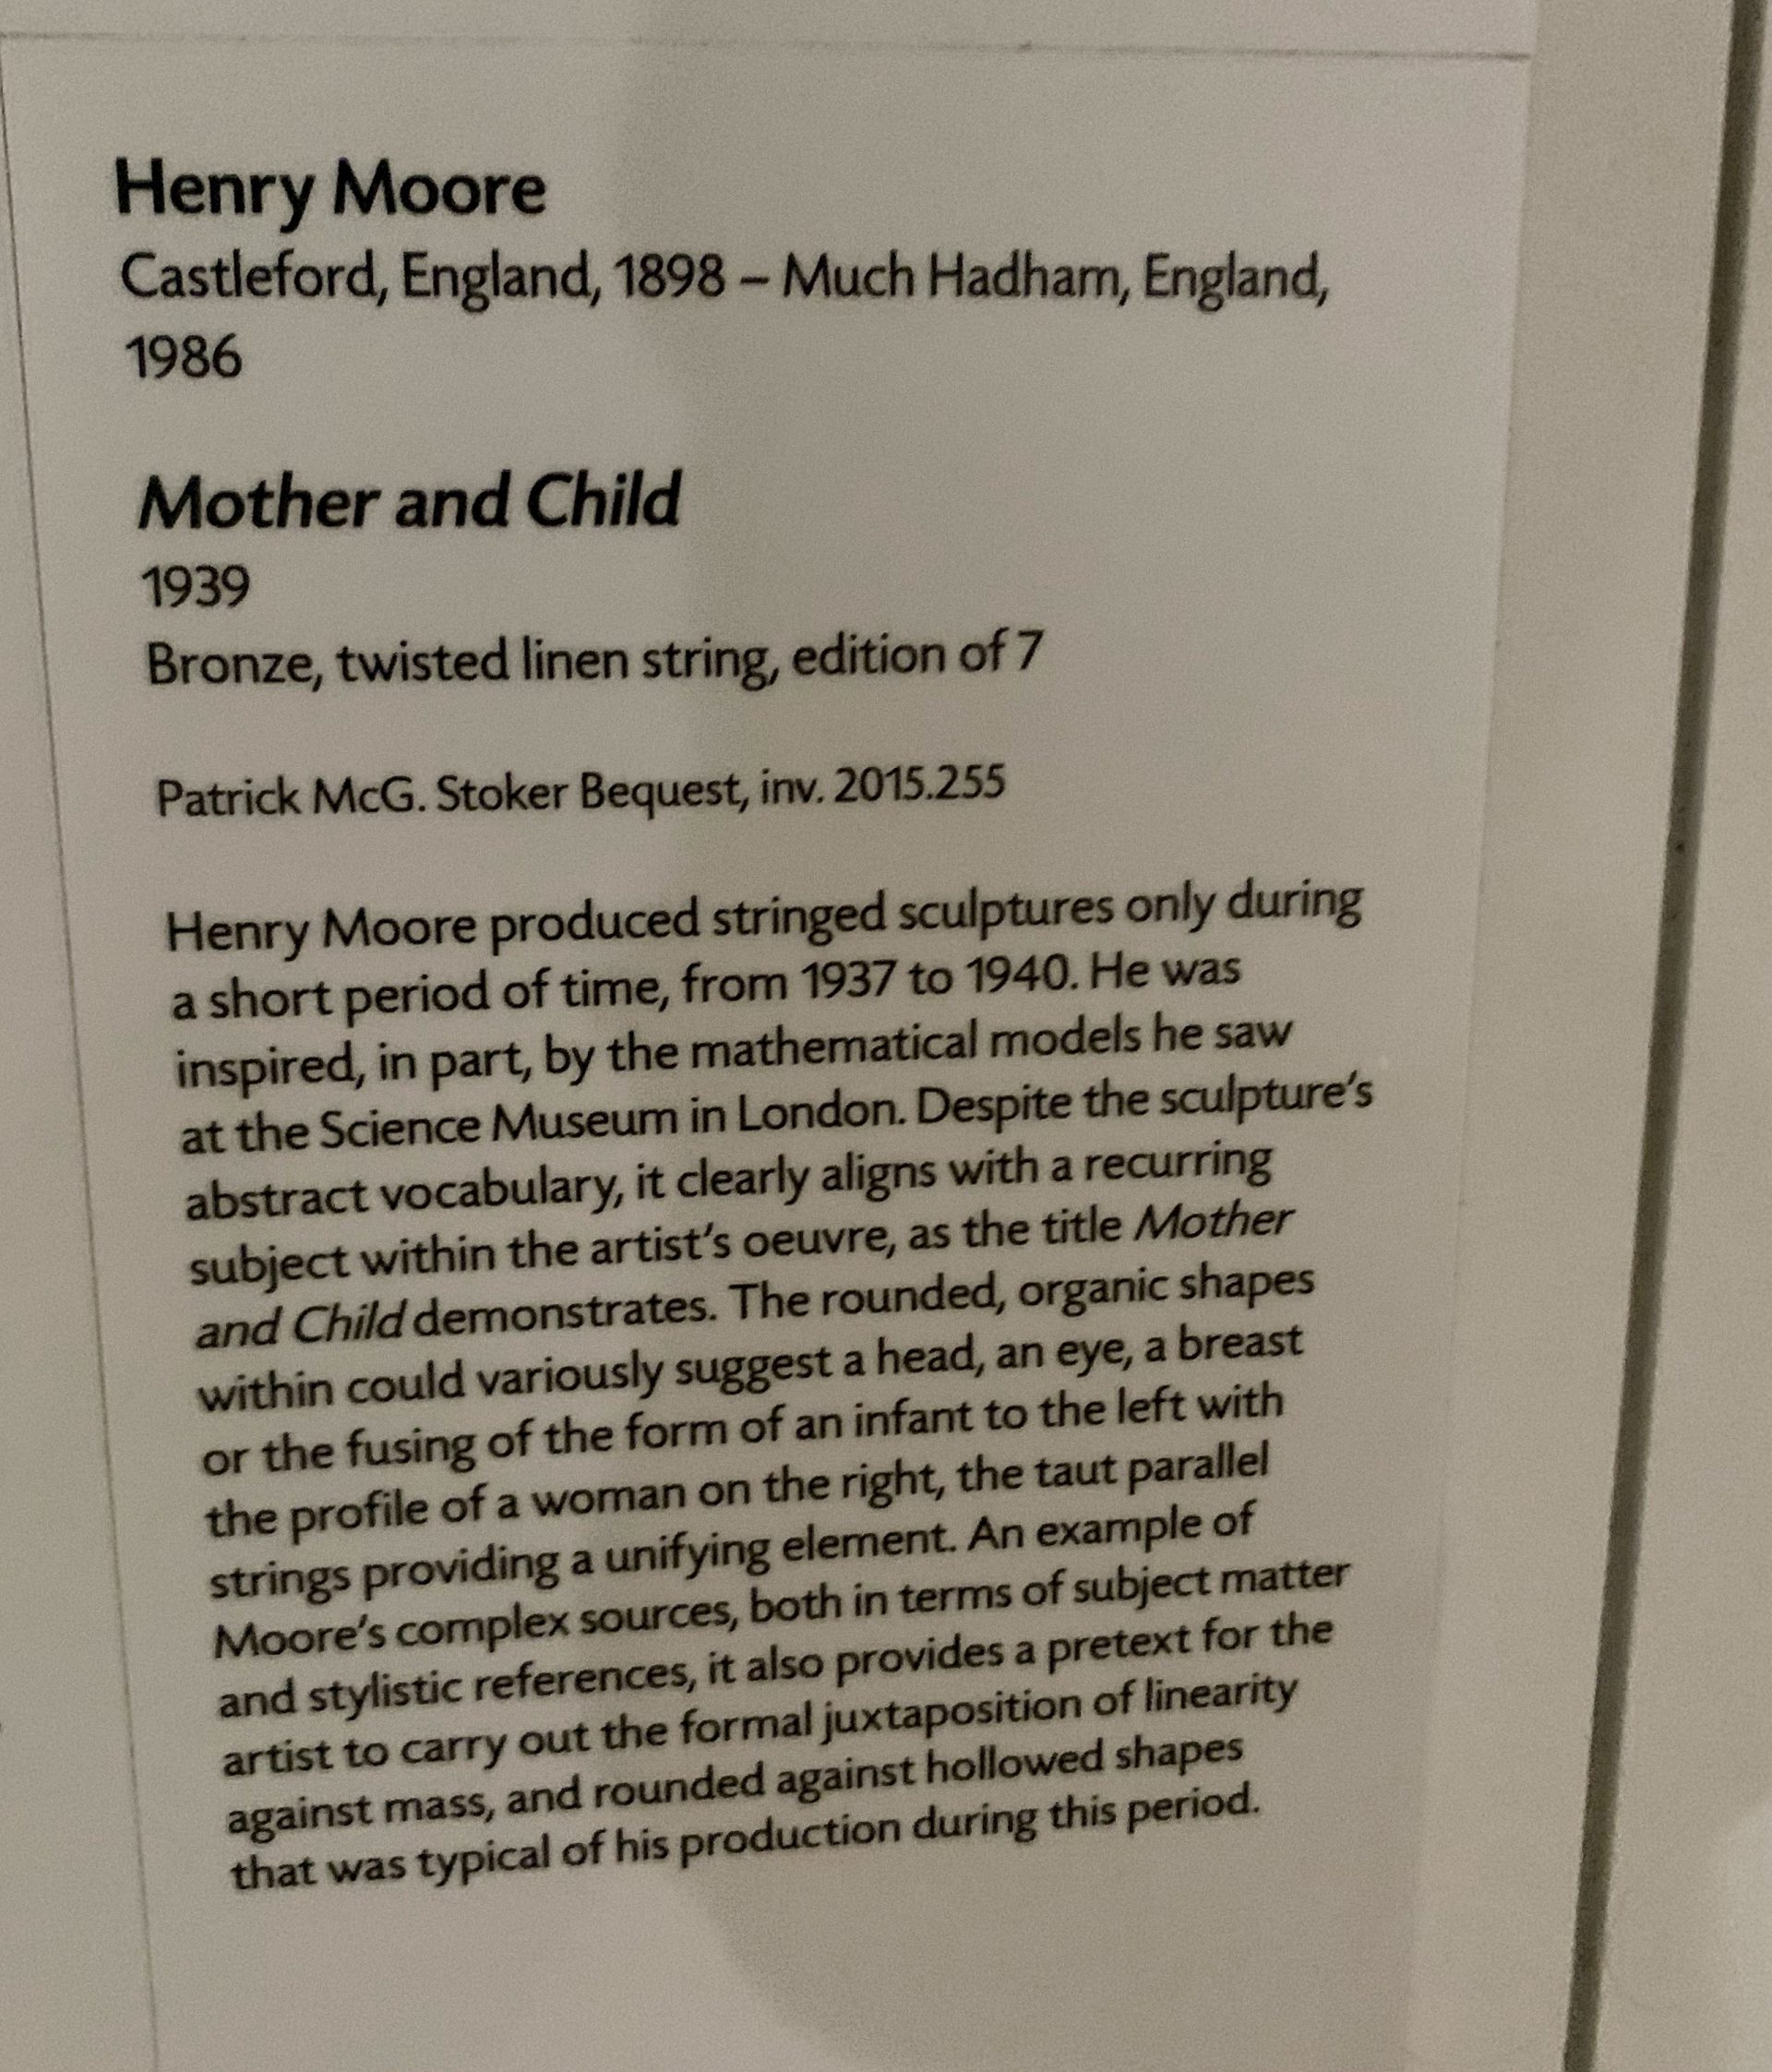 Henry Moore
Castleford, England, 1898 – Much Hadham, England,
1986
Mother and Child
1939
Bronze, twisted linen string, edition of 7
Patrick McG. Stoker Bequest, inv. 2015.255
Henry Moore produced stringed sculptures only during
a short period of time, from 1937 to 1940. He was
inspired, in part, by the mathematical models he saw
at the Science Museum in London. Despite the sculpture's
abstract vocabulary, it clearly aligns with a recurring
subject within the artist's oeuvre, as the title Mother
and Child demonstrates. The rounded, organic shapes
within could variously suggest a head, an eye, a breast
or the fusing of the form of an infant to the left with
the profile of a woman on the right, the taut parallel
strings providing a unifying element. An example of
Moore's complex sources, both in terms of subject matter
and stylistic references, it also provides a pretext for the
artist to carry out the formal juxtaposition of linearity
against mass, and rounded against hollowed shapes
that was typical of his production during this period.